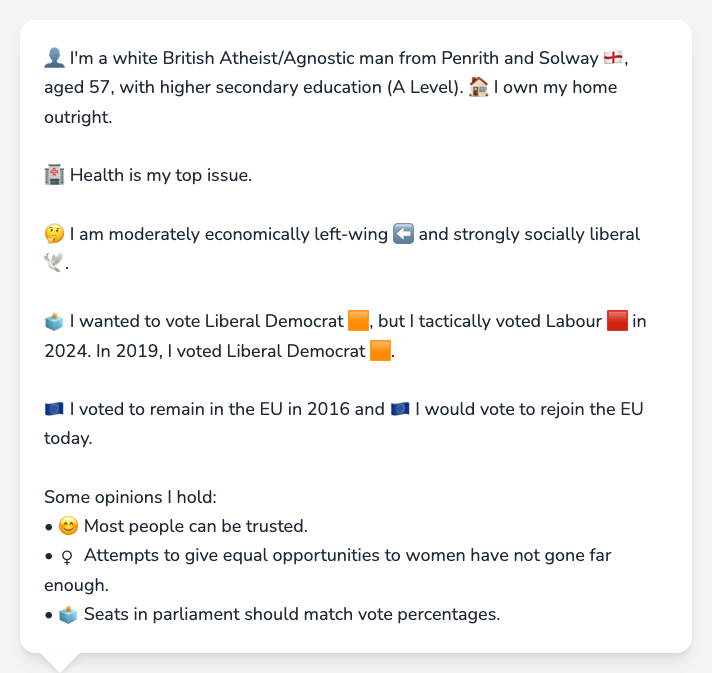 👤 I'm a white British Atheist/Agnostic man from Penrith and Solway 🏴󠁧󠁢󠁥󠁮󠁧󠁿,
aged 57, with higher secondary education (A Level). 🏠 I own my home
outright.
🏥 Health is my top issue.
🤔 I am moderately economically left-wing ⬅️ and strongly socially liberal
🕊️.
🗳️ I wanted to vote Liberal Democrat 🟧, but I tactically voted Labour 🟥 in
2024. In 2019, I voted Liberal Democrat 🟧.
🇪🇺 I voted to remain in the EU in 2016 and 🇪🇺 I would vote to rejoin the EU
today.
Some opinions I hold:
• 😊 Most people can be trusted.
• ♀ Attempts to give equal opportunities to women have not gone far
enough.
• 🗳️ Seats in parliament should match vote percentages.